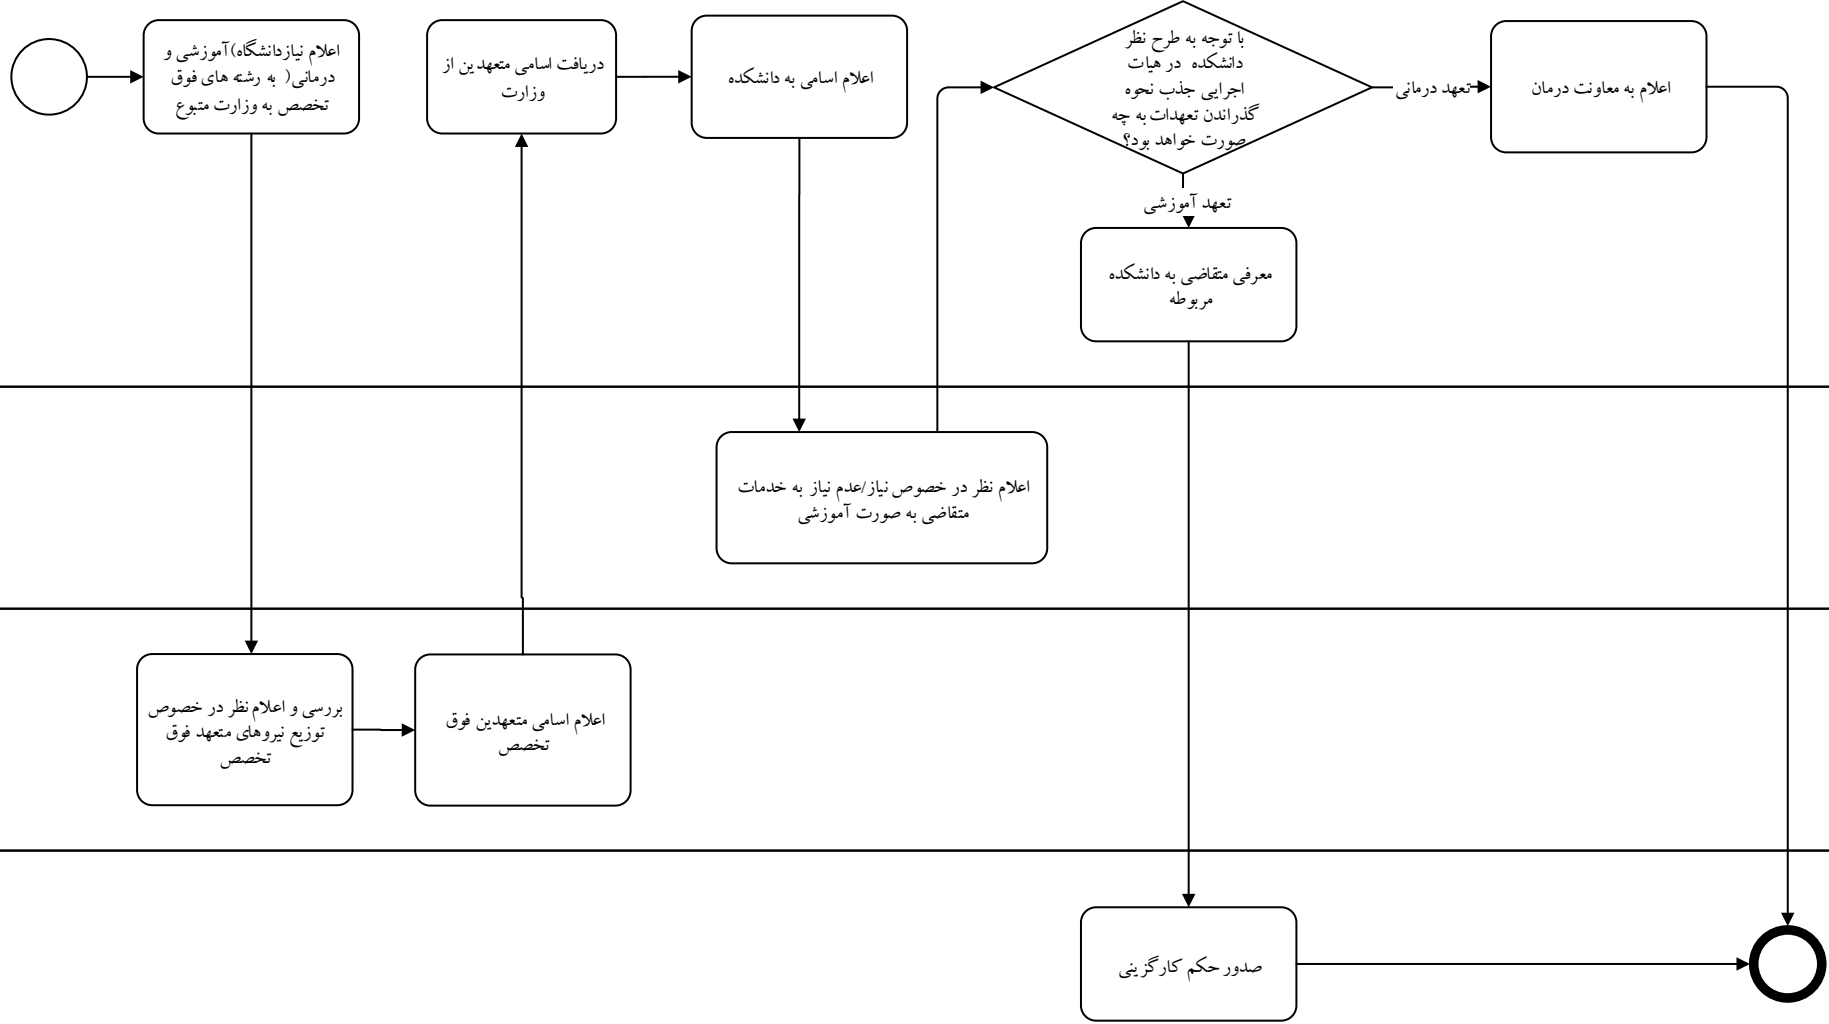 اعلام نیازدانشگاه)آموزشی و
درمانی( به رشته های فوق
تخصص به وزارت متبوع
دریافت اسامی متعهدین از
وزارت
اعلام اسامی به دانشکده
با توجه به طرح نظر
دانشکده در هیات
اجرایی جذب نحوه
گذراندن تعهدات به چه
صورت خواهد بود؟
تعهد درمانی
اعلام به معاونت درمان
تعهد آموزشی
معرفی متقاضی به دانشکده
مربوطه
اعلام نظر در خصوص نیاز/عدم نیاز به خدمات
متقاضی به صورت آموزشی
بررسی و اعلام نظر در خصوص
توزیع نیروهای متعهد فوق
تخصص
اعلام اسامی متعهدین فوق
تخصص
صدور حکم کارگزینی